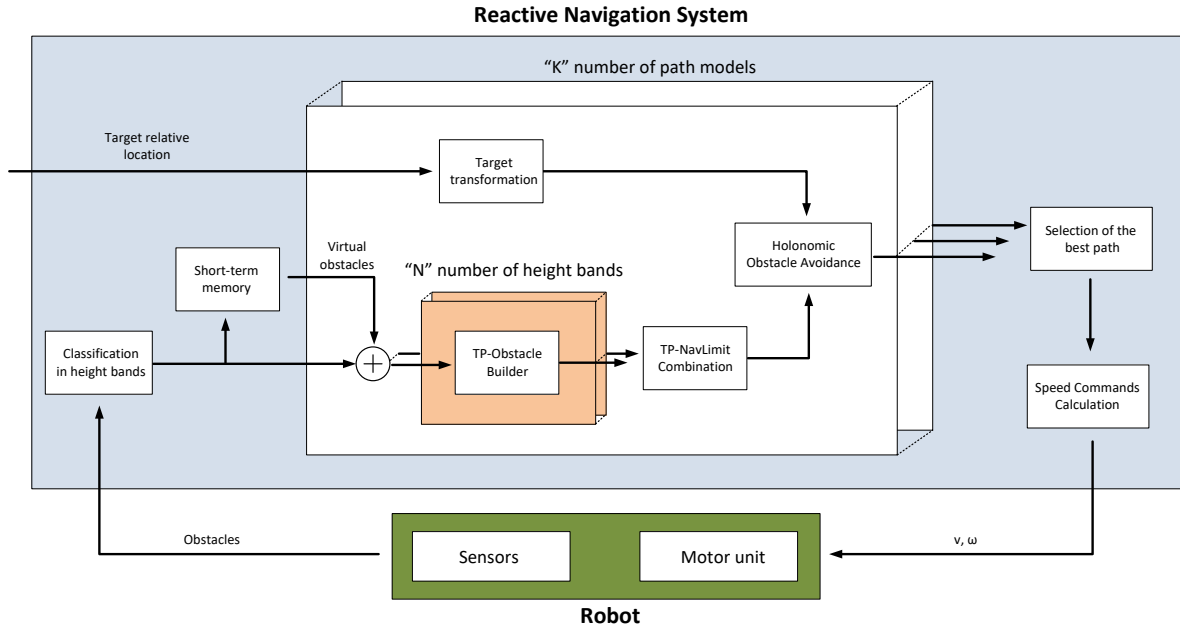 Reactive Navigation System
“K” number of path models
Target relative
location
Target
transformation
Holonomic
Obstacle Avoidance
Selection of the
best path
Short-term
memory
Virtual
obstacles
“N” number of height bands
Classification
in height bands
+
TP-Obstacle
Builder
TP-NavLimit
Combination
Speed Commands
Calculation
Obstacles
Sensors
Motor unit
v, ω
Robot